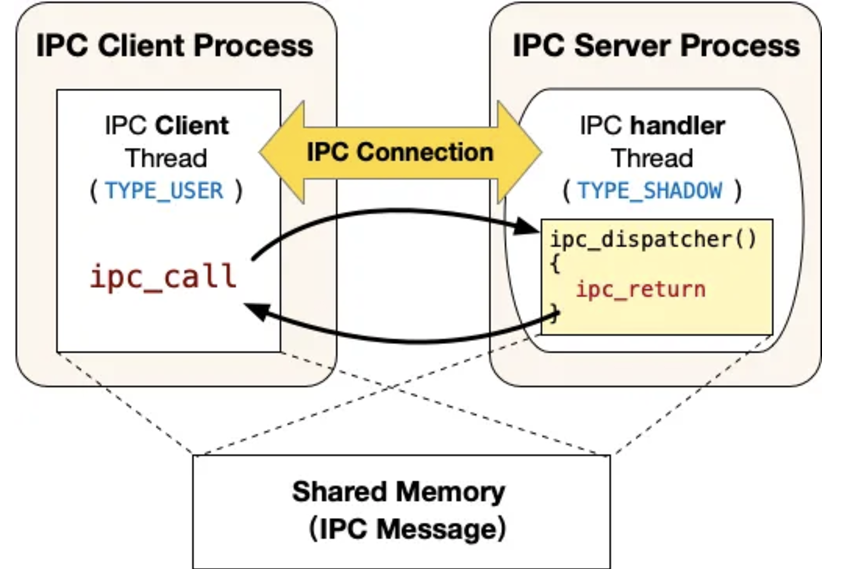 IPC Client Process
IPC Server Process
IPC Client
Thread
( TYPE_USER )
ipc_call
IPC Connection
IPC handler
Thread
( TYPE_SHADOW )
ipc_dispatcher()
{
ipc_return
}
Shared Memory
(IPC Message)